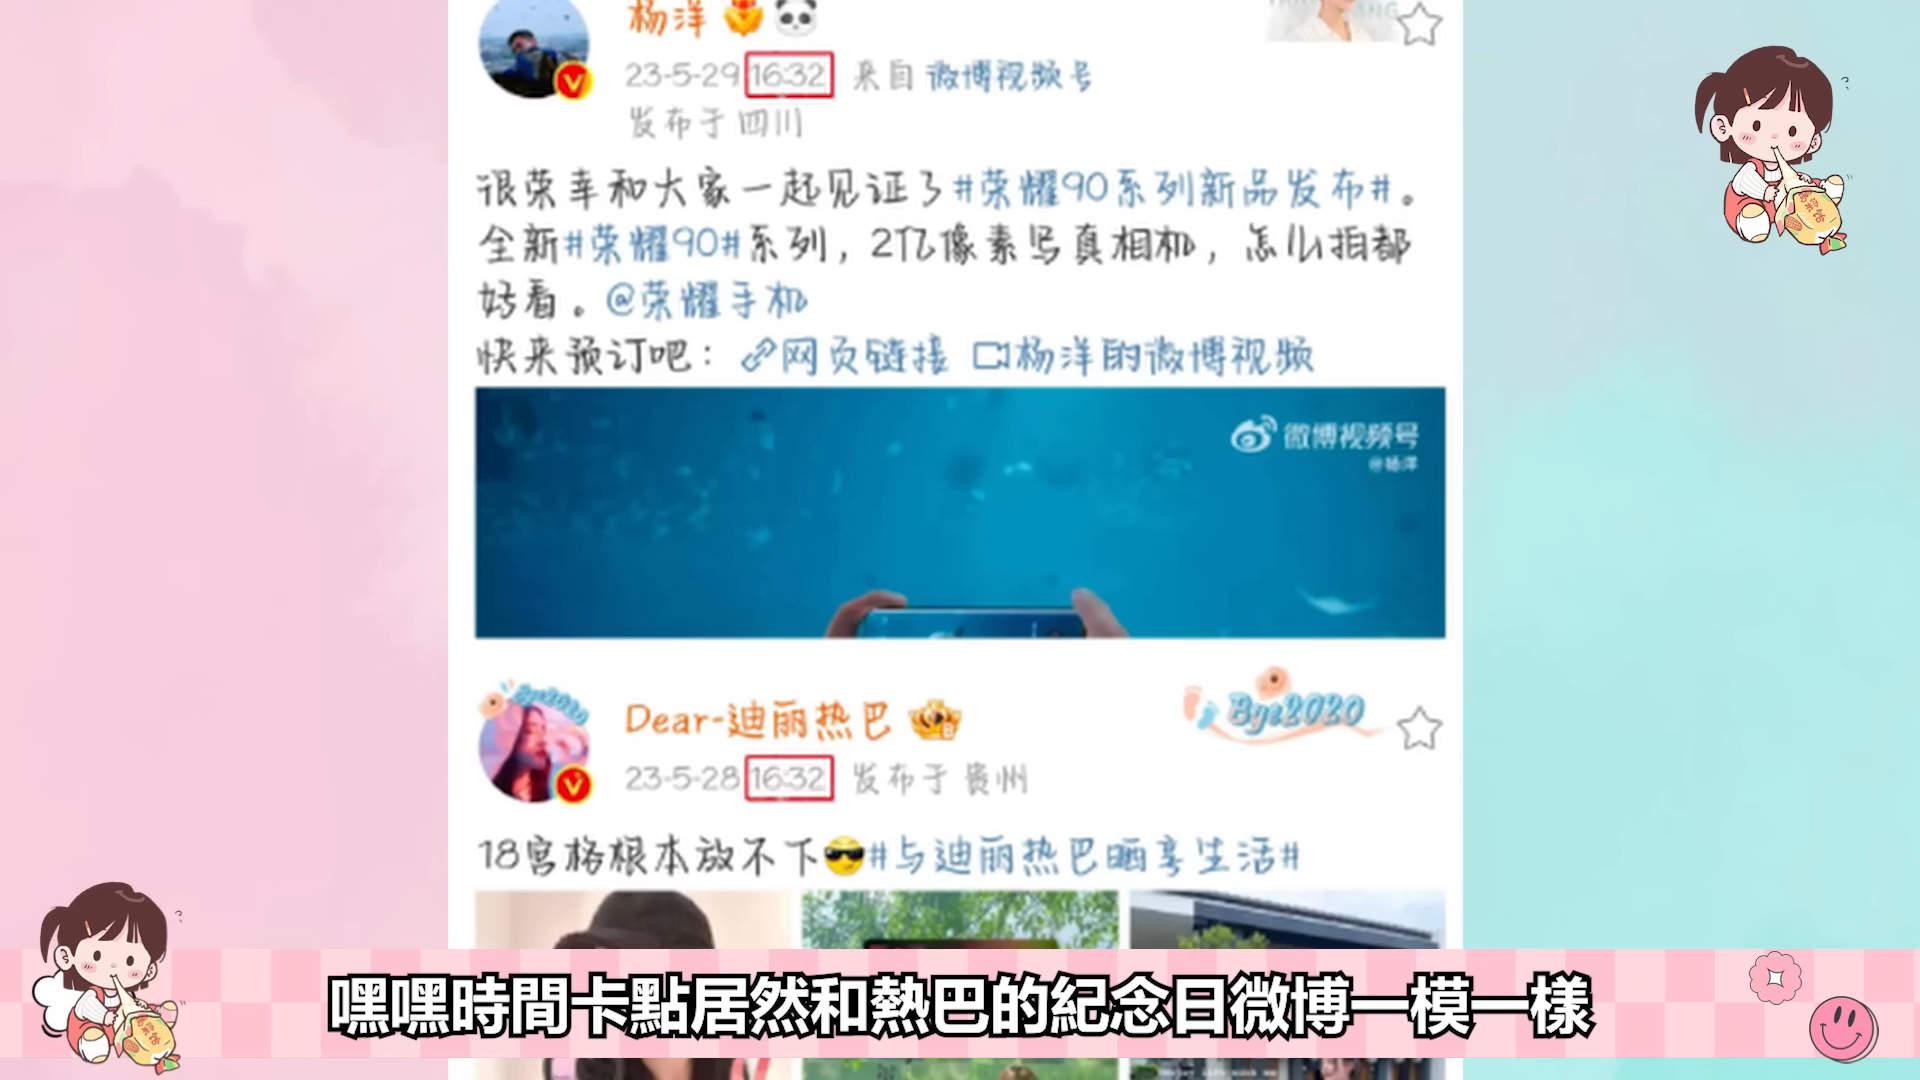 杨洋
23-5-29 16:32 来自 微博视频号
发布于 四川
很荣幸和大家一起见证了#荣耀90系列新品发布#。
全新#荣耀90#系列，2亿像素写真相机，怎么拍都
好看。@荣耀手机
快来预订吧：网页链接 杨洋的微博视频
微博视频号
@杨洋
Bye2020
Dear-迪丽热巴
Bye2020
23-5-28 16:32 发布于 贵州
18宫格根本放不下#与迪丽热巴晒享生活#
嘿嘿時間卡點居然和熱巴的紀念日微博一模一樣